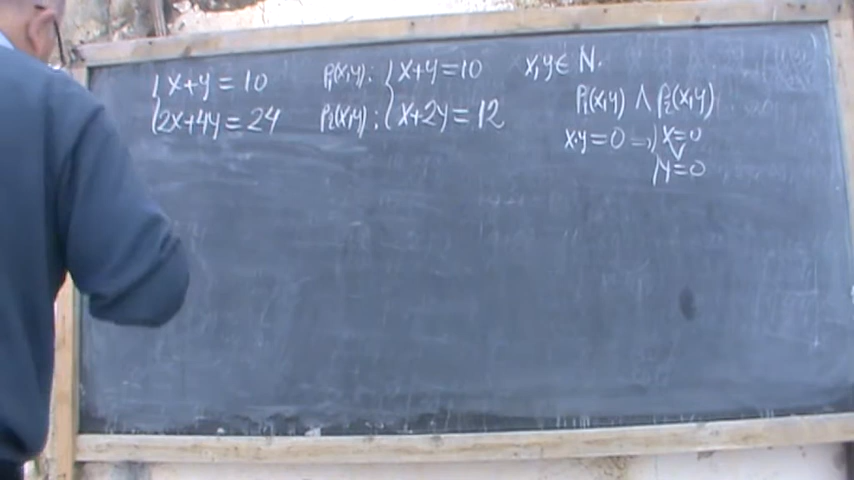 x+y=10
2x+4y=24
P₁(x,y): x+y=10
P₂(x,y): x+2y=12
x,y∈ N.
P₁(x,y) ∧ P₂(x,y)
x·y=0 ⇒ x=0
∨
y=0